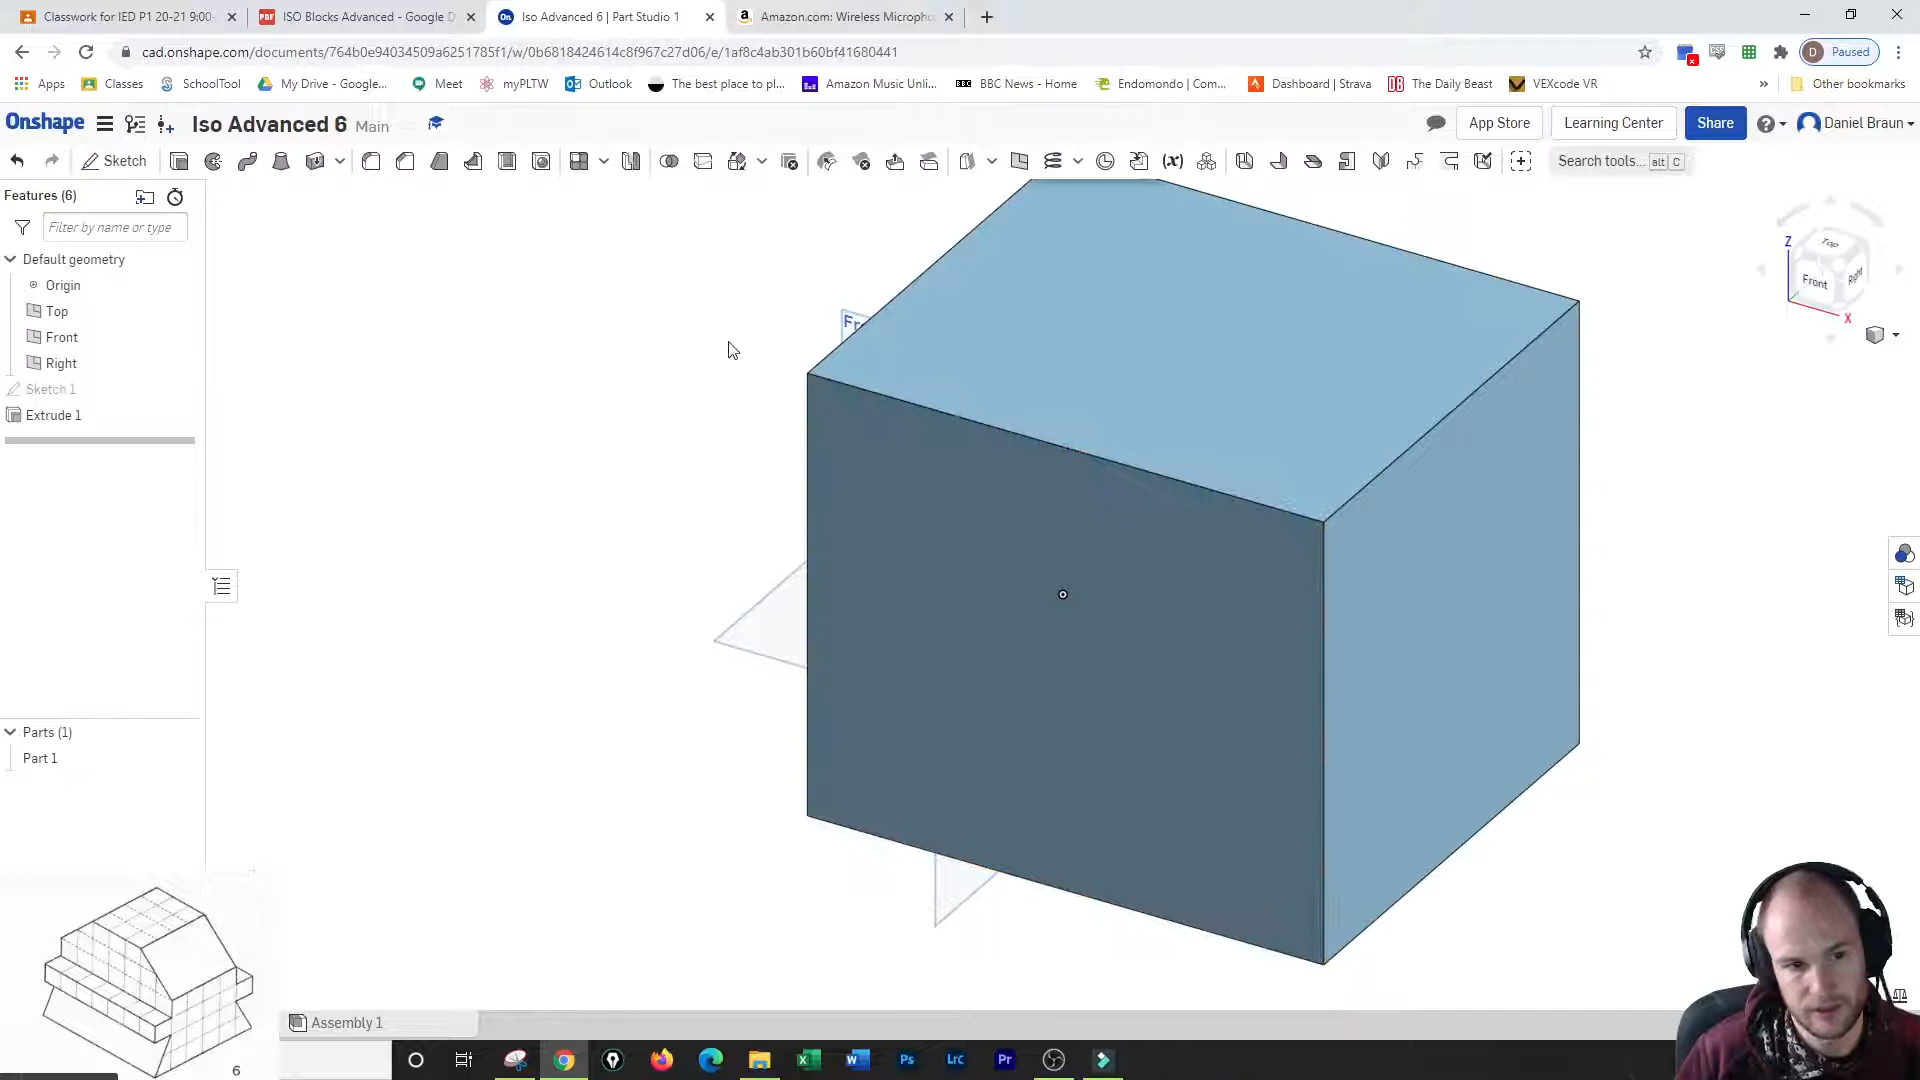 Classwork for IED P1 20-21 9:00
ISO Blocks Advanced - Google D
Iso Advanced 6 | Part Studio 1
Amazon.com: Wireless Micropho
cad.onshape.com/documents/764b0e94034509a6251785f1/w/0b6818424614c8f967c27d06/e/1af8c4ab301b60bf41680441
D Paused
Apps
Classes
SchoolTool
My Drive - Google...
Meet
myPLTW
Outlook
The best place to pl...
Amazon Music Unli...
BBC News - Home
Endomondo | Com...
Dashboard | Strava
The Daily Beast
VEXcode VR
»
Other bookmarks
Onshape
Iso Advanced 6 Main
App Store
Learning Center
Share
Daniel Braun
Sketch
(x)
Search tools... alt C
Features (6)
Filter by name or type
Default geometry
Origin
Top
Front
Right
Sketch 1
Extrude 1
Fr
Z
Top
Front
Right
X
Parts (1)
Part 1
6
Assembly 1
Ps
Lrc
Pr